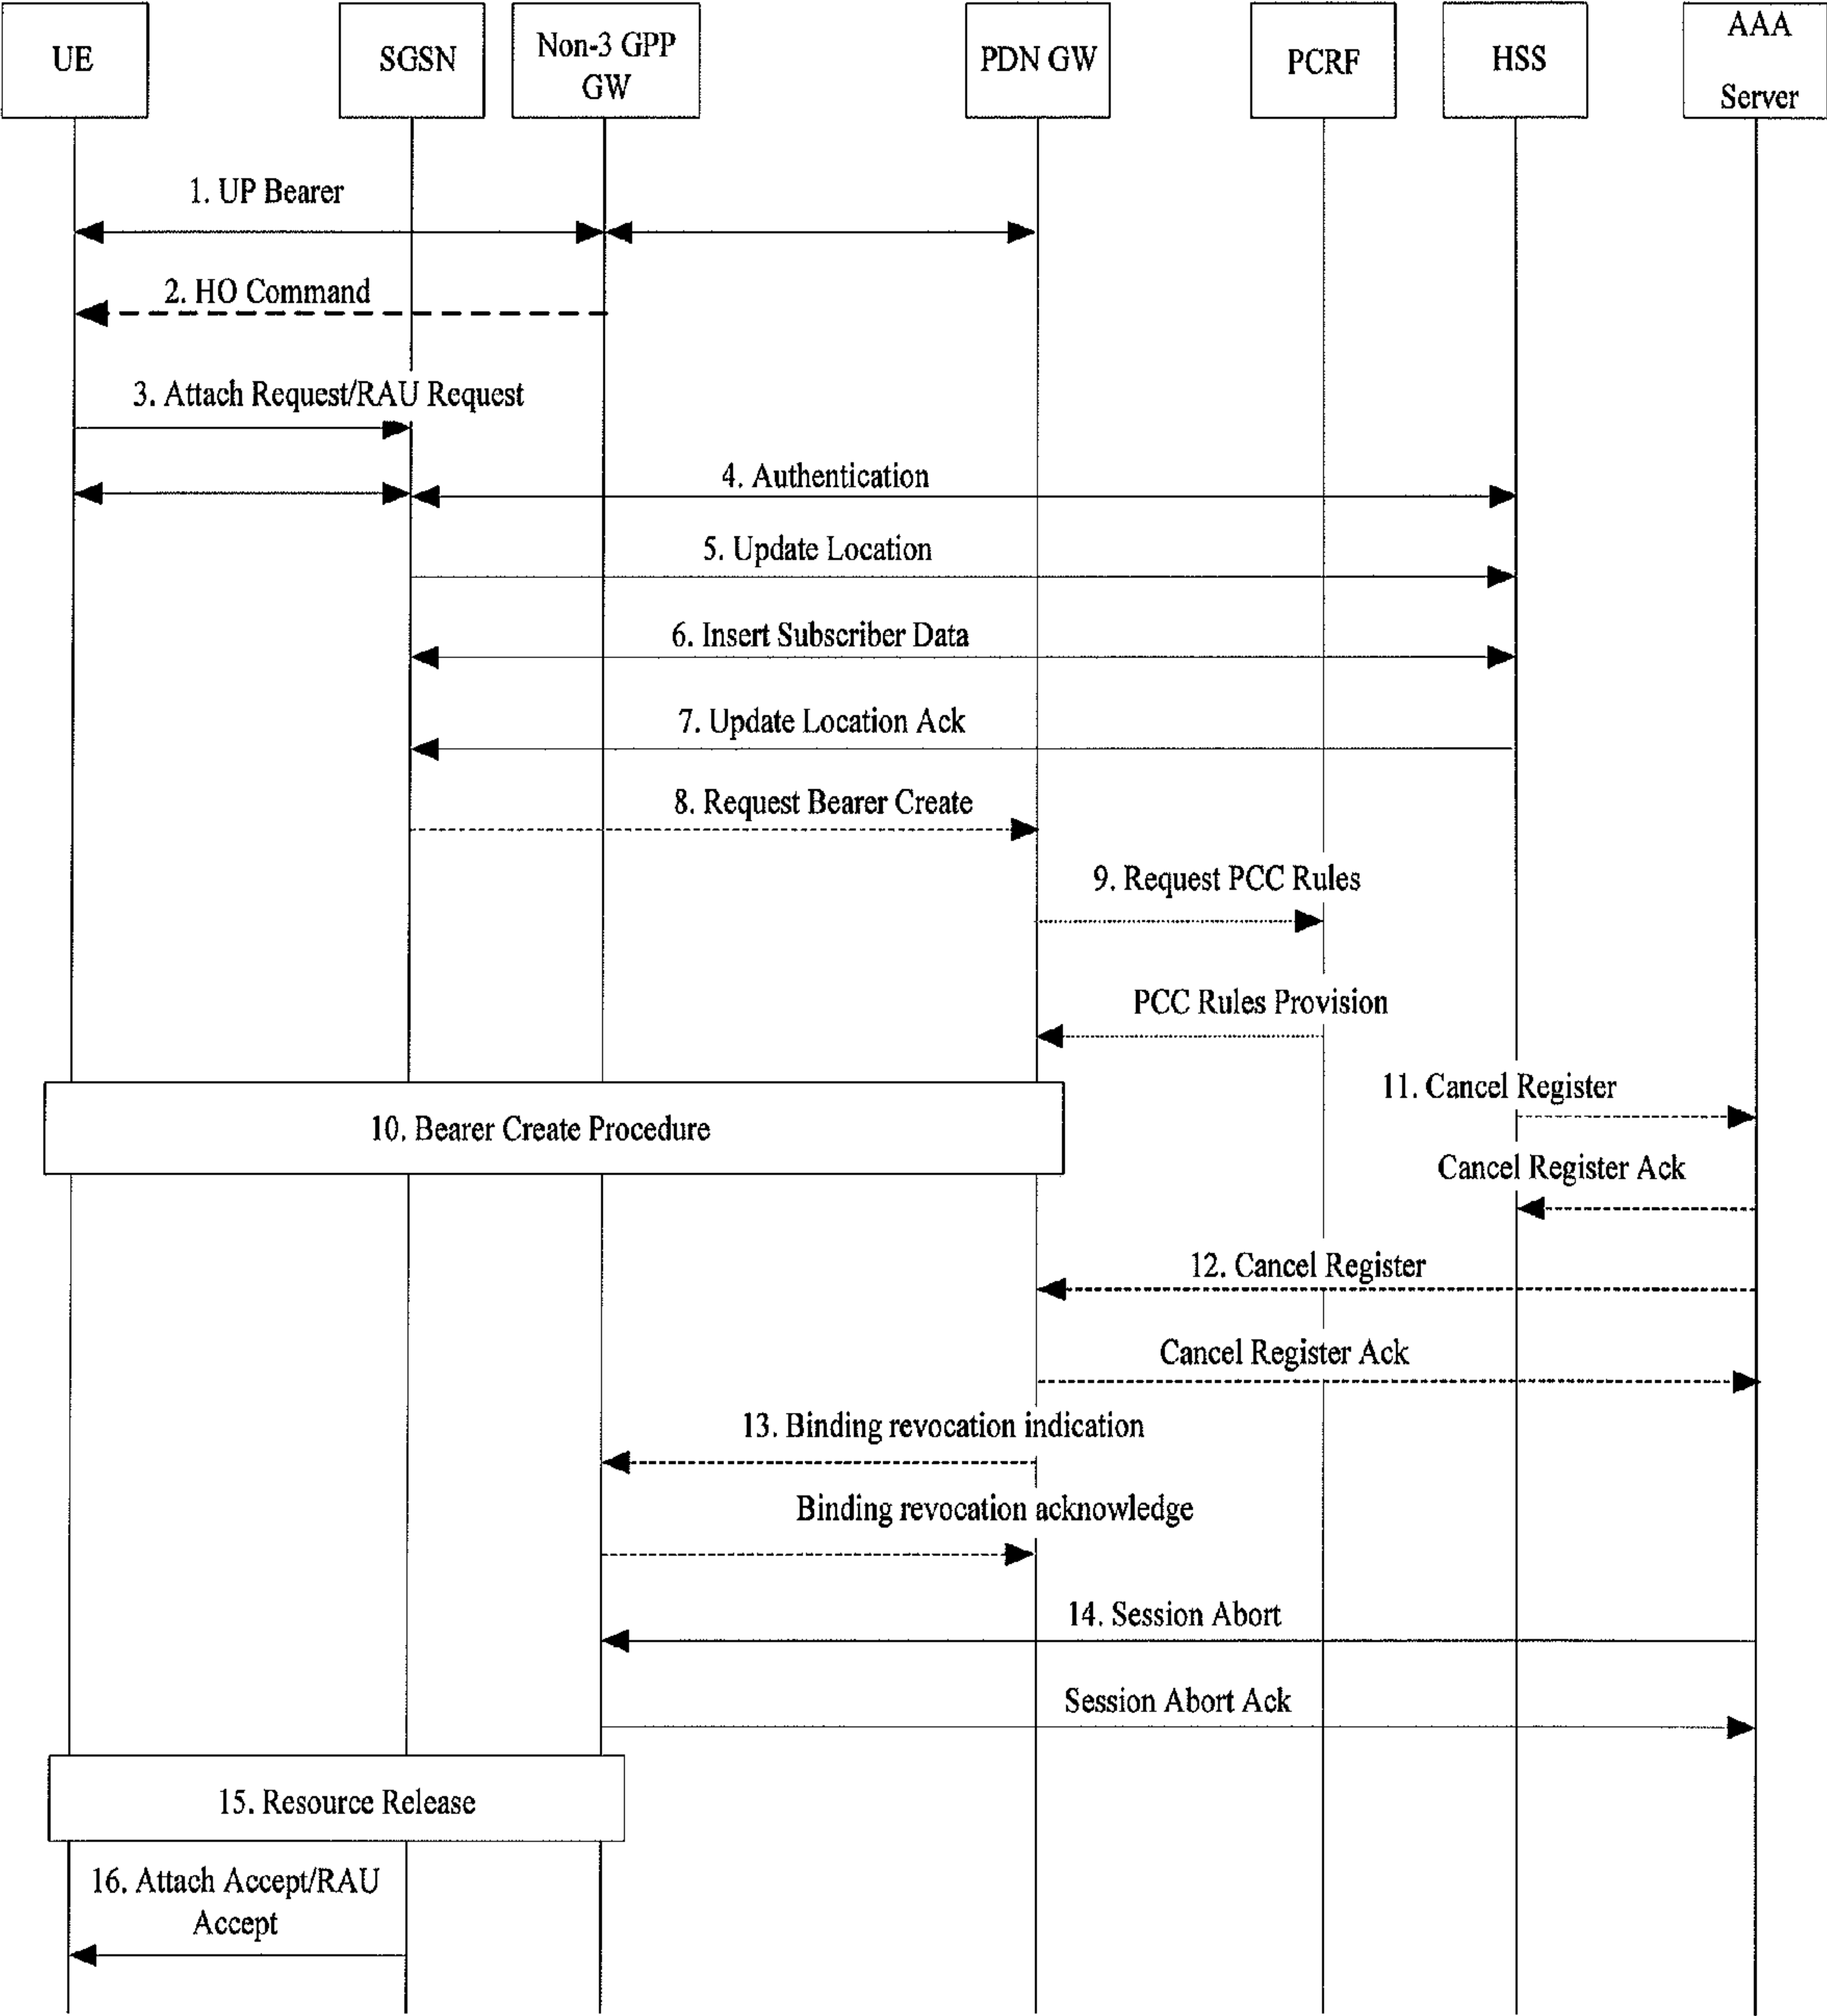 UE
SGSN
Non-3 GPP
GW
PDN GW
PCRF
HSS
AAA
Server
1. UP Bearer
2. HO Command
3. Attach Request/RAU Request
4. Authentication
5. Update Location
6. Insert Subscriber Data
7. Update Location Ack
8. Request Bearer Create
9. Request PCC Rules
PCC Rules Provision
10. Bearer Create Procedure
11. Cancel Register
Cancel Register Ack
12. Cancel Register
Cancel Register Ack
13. Binding revocation indication
Binding revocation acknowledge
14. Session Abort
Session Abort Ack
15. Resource Release
16. Attach Accept/RAU
Accept